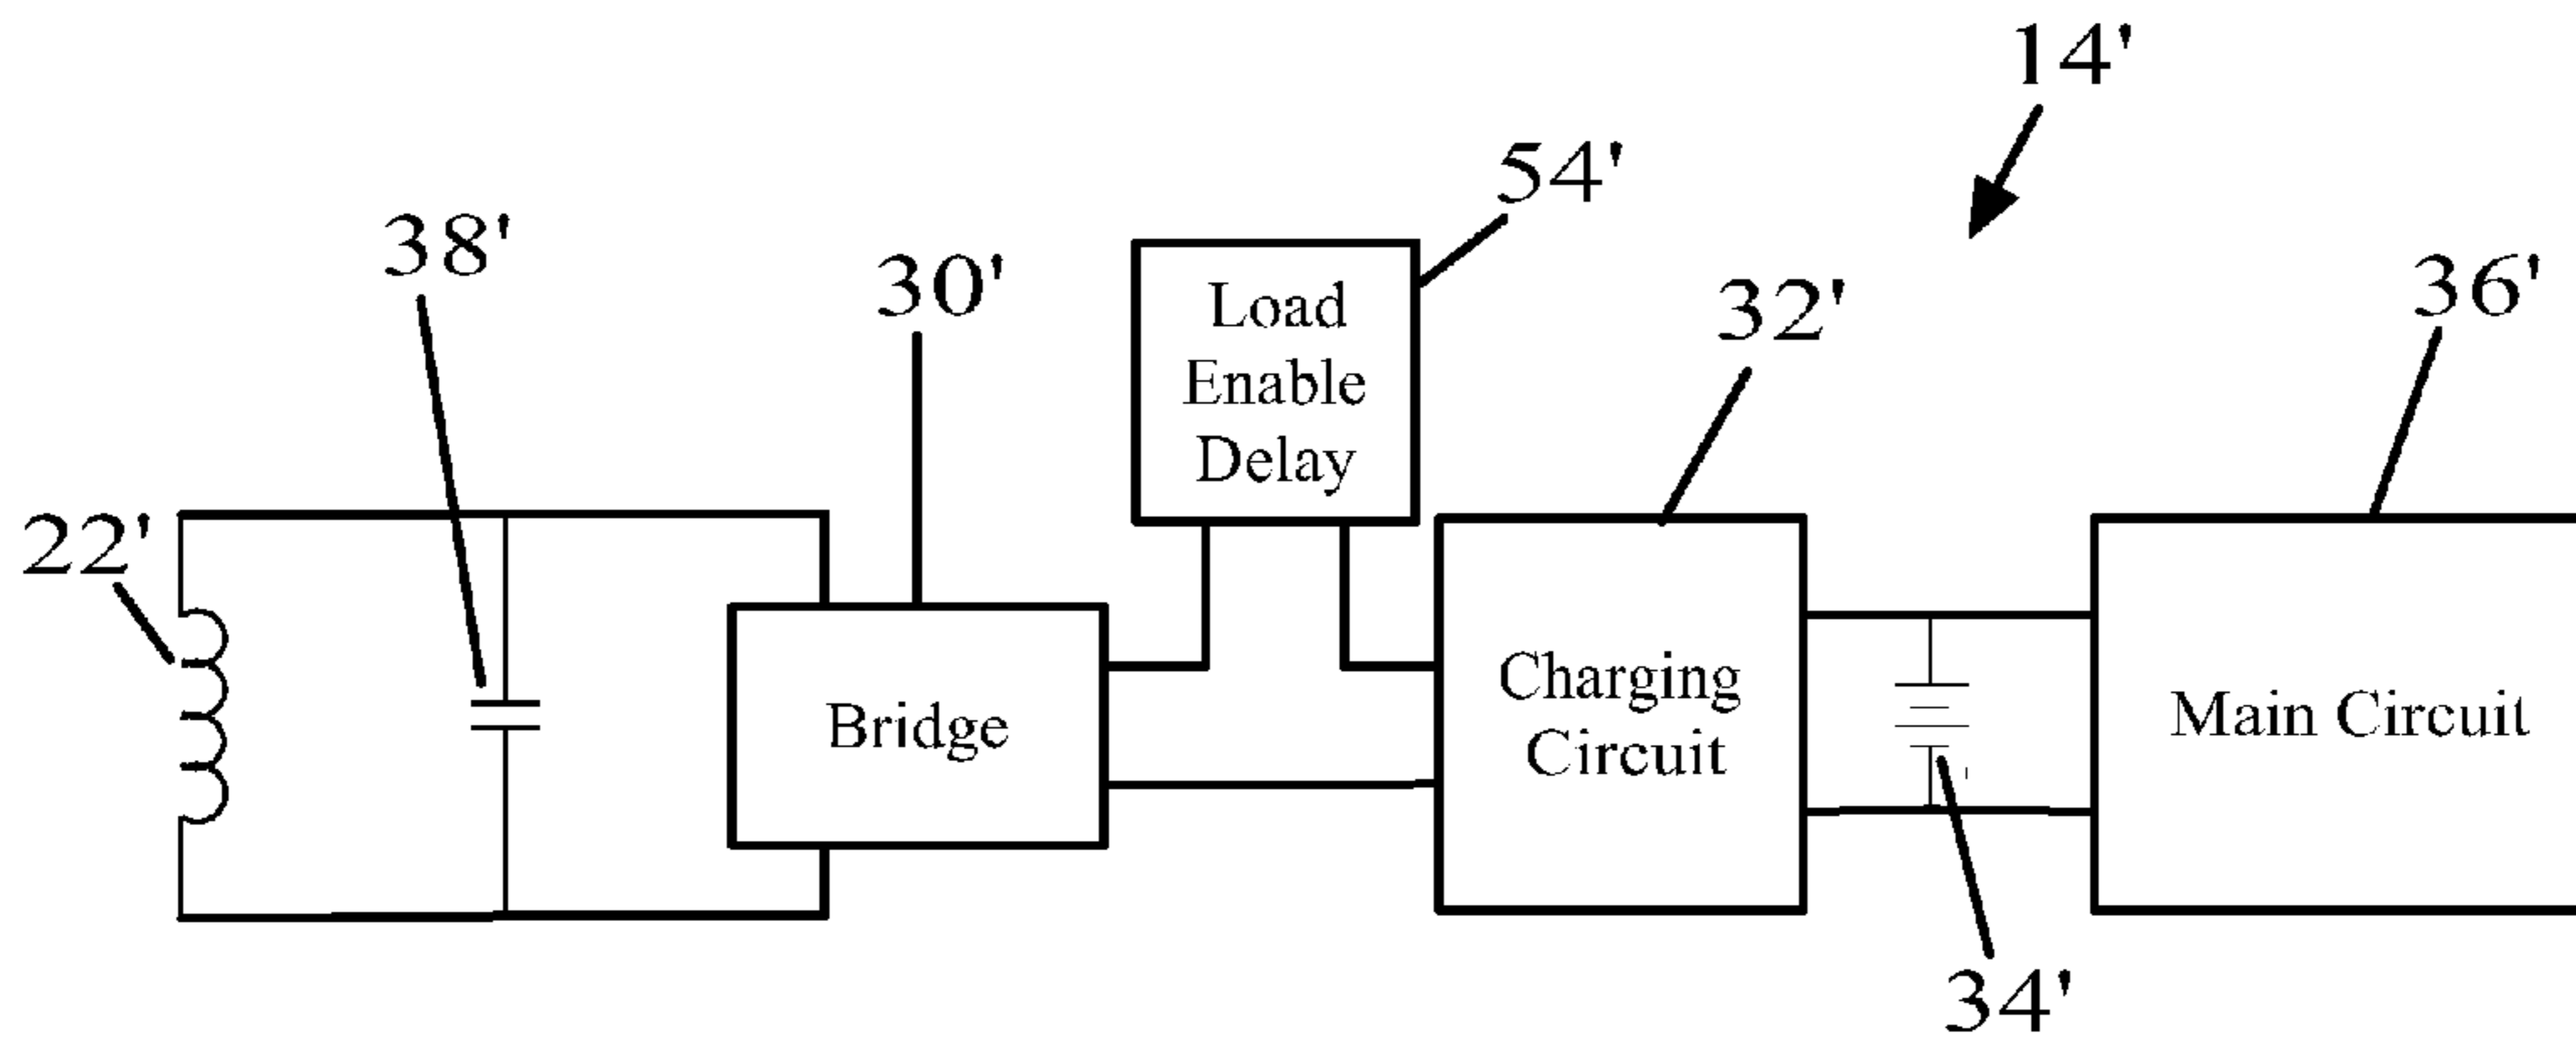 14'
54'
38'
30'
32'
36'
Load
Enable
Delay
22'
Bridge
Charging
Circuit
Main Circuit
34'